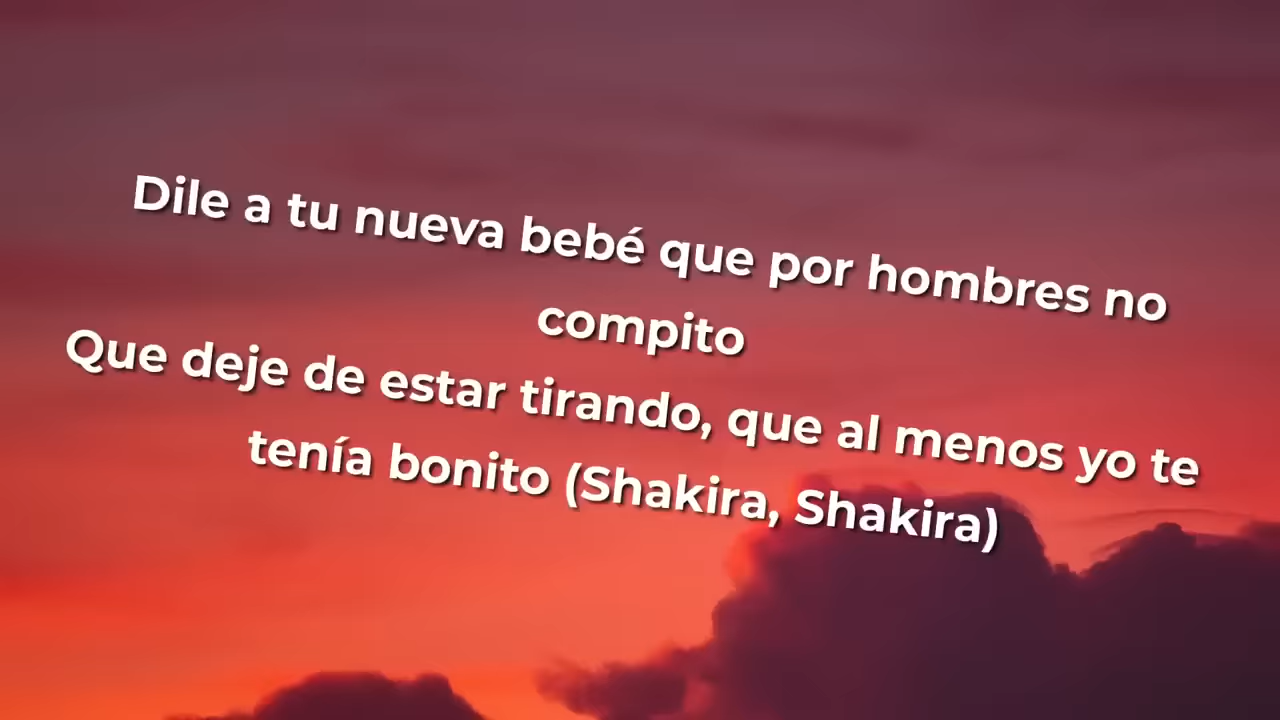 Dile a tu nueva bebé que por hombres no
compito
Que deje de estar tirando, que al menos yo te
tenía bonito (Shakira, Shakira)